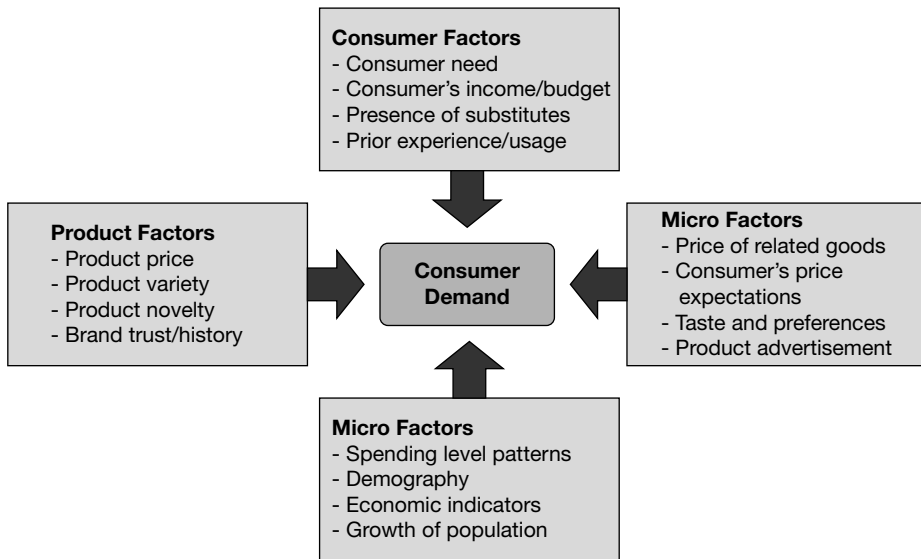 Consumer Factors
- Consumer need
- Consumer's income/budget
- Presence of substitutes
- Prior experience/usage
Product Factors
- Product price
- Product variety
- Product novelty
- Brand trust/history
Consumer
Demand
Micro Factors
- Price of related goods
- Consumer's price
expectations
- Taste and preferences
- Product advertisement
Micro Factors
- Spending level patterns
- Demography
- Economic indicators
- Growth of population